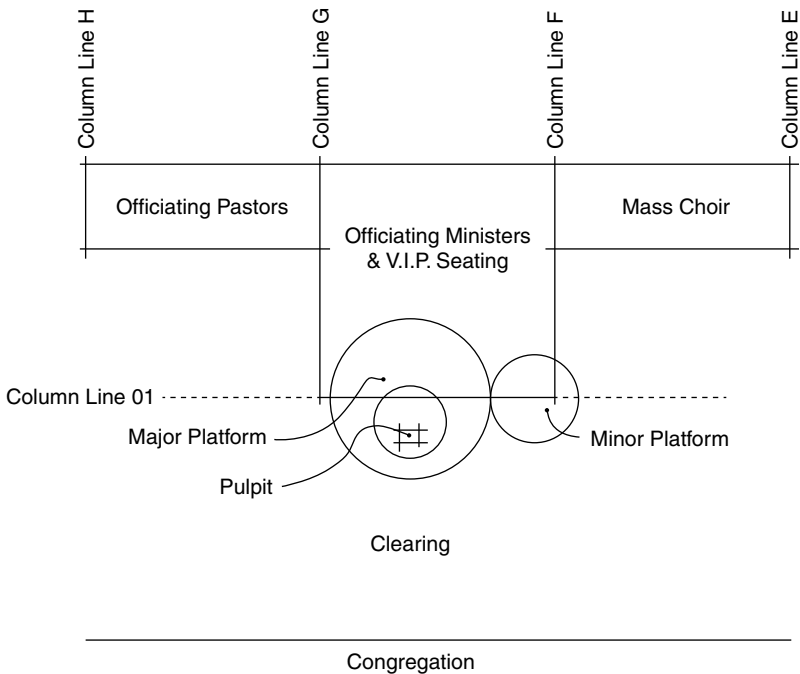 Column Line H
Column Line G
Column Line F
Column Line E
Officiating Pastors
Officiating Ministers
& V.I.P. Seating
Mass Choir
Column Line 01
Major Platform
Minor Platform
Pulpit
Clearing
Congregation